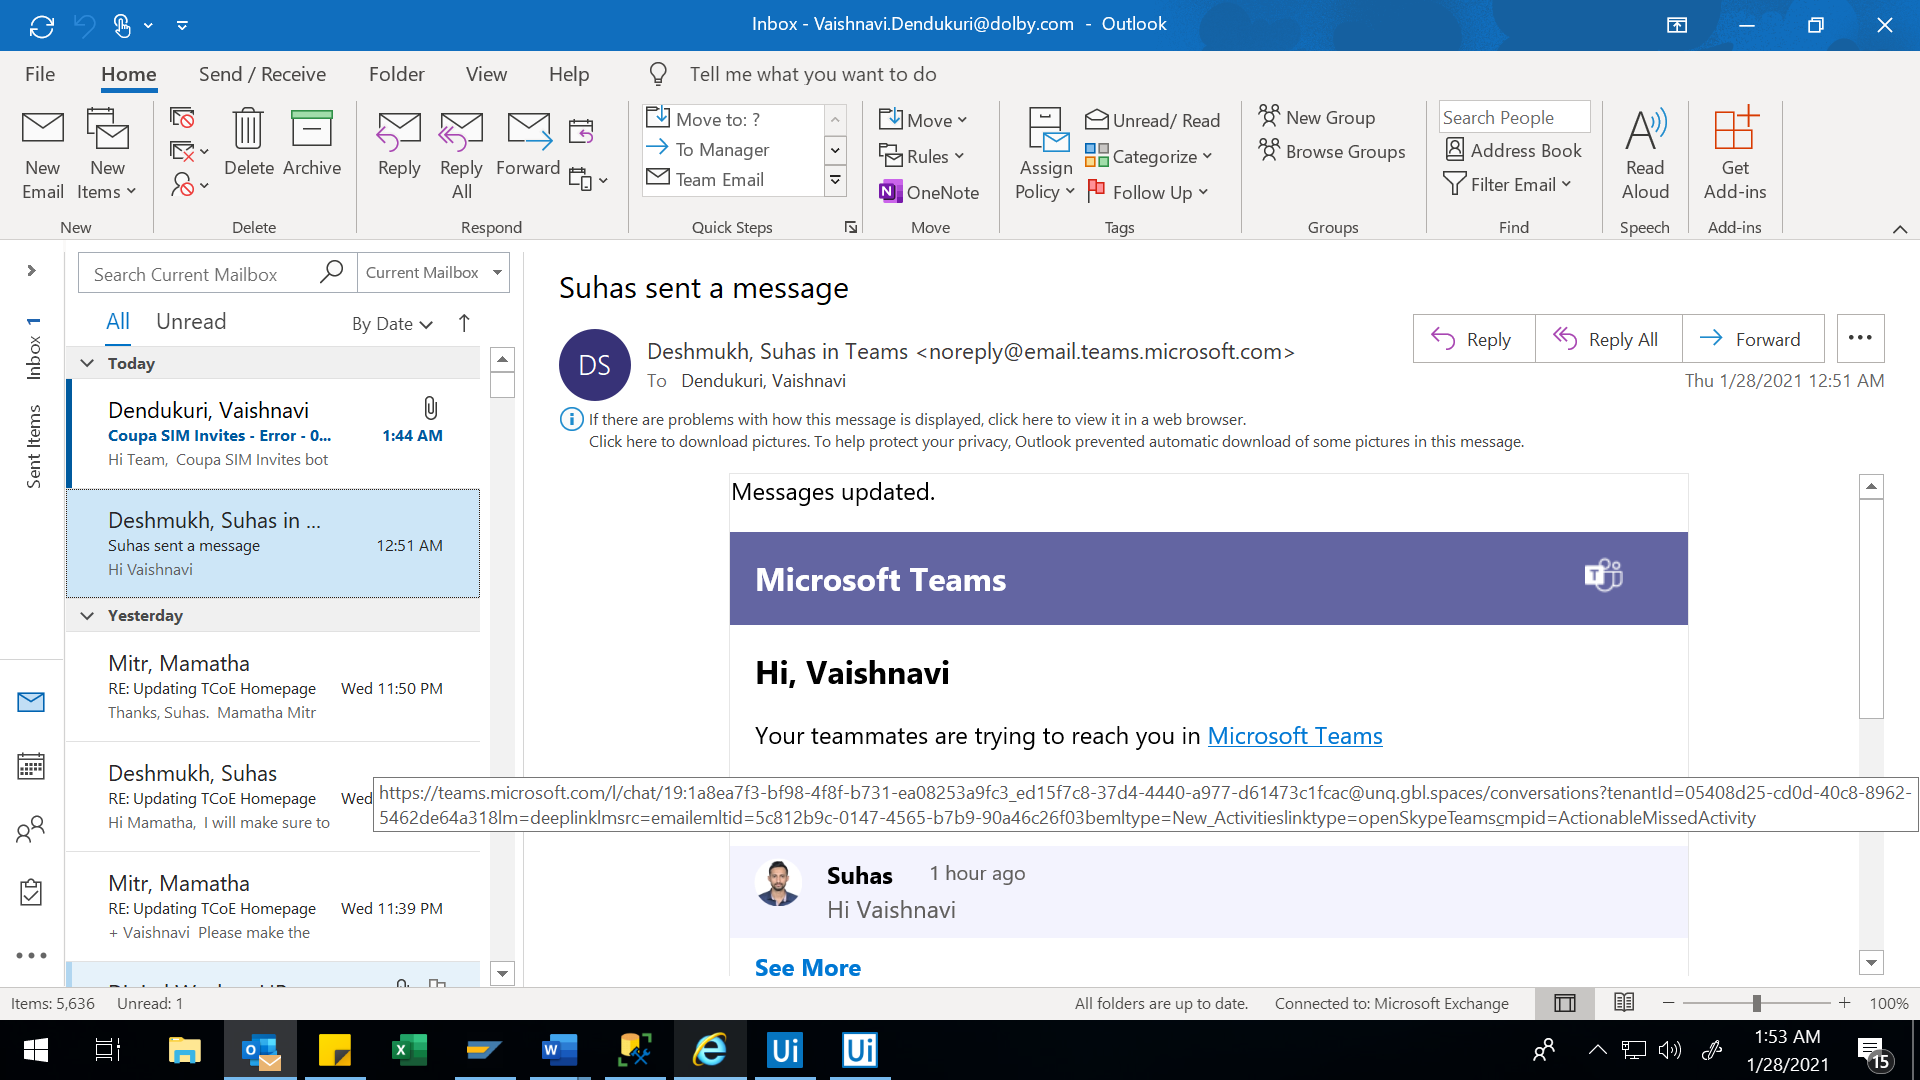 Inbox - Vaishnavi.Dendukuri@dolby.com - Outlook
File Home Send / Receive Folder View Help Tell me what you want to do
New Email
New Items
New
Delete
Archive
Delete
Reply
Reply All
Forward
Respond
Move to: ?
To Manager
Team Email
Quick Steps
Move
Rules
OneNote
Move
Assign Policy
Unread/ Read
Categorize
Follow Up
Tags
New Group
Browse Groups
Groups
Search People
Address Book
Filter Email
Find
Read Aloud
Speech
Get Add-ins
Add-ins
Inbox 1
Sent Items
Search Current Mailbox
Current Mailbox
All Unread
By Date
Today
Dendukuri, Vaishnavi
Coupa SIM Invites - Error - 0... 1:44 AM
Hi Team, Coupa SIM Invites bot
Deshmukh, Suhas in ...
Suhas sent a message 12:51 AM
Hi Vaishnavi
Yesterday
Mitr, Mamatha
RE: Updating TCoE Homepage Wed 11:50 PM
Thanks, Suhas. Mamatha Mitr
Deshmukh, Suhas
RE: Updating TCoE Homepage Wed
Hi Mamatha, I will make sure to
Mitr, Mamatha
RE: Updating TCoE Homepage Wed 11:39 PM
+ Vaishnavi Please make the
Suhas sent a message
DS
Deshmukh, Suhas in Teams <noreply@email.teams.microsoft.com>
To Dendukuri, Vaishnavi
Reply
Reply All
Forward
Thu 1/28/2021 12:51 AM
If there are problems with how this message is displayed, click here to view it in a web browser.
Click here to download pictures. To help protect your privacy, Outlook prevented automatic download of some pictures in this message.
Messages updated.
Microsoft Teams
T
Hi, Vaishnavi
Your teammates are trying to reach you in Microsoft Teams
https://teams.microsoft.com/l/chat/19:1a8ea7f3-bf98-4f8f-b731-ea08253a9fc3_ed15f7c8-37d4-4440-a977-d61473c1fcac@unq.gbl.spaces/conversations?tenantId=05408d25-cd0d-40c8-8962-
5462de64a318lm=deeplinklmsrc=emailemltid=5c812b9c-0147-4565-b7b9-90a46c26f03bemltype=New_Activitieslinktype=openSkypeTeamscmpid=ActionableMissedActivity
Suhas 1 hour ago
Hi Vaishnavi
See More
Items: 5,636 Unread: 1
All folders are up to date. Connected to: Microsoft Exchange 100%
Ui
Ui
1:53 AM
1/28/2021
15